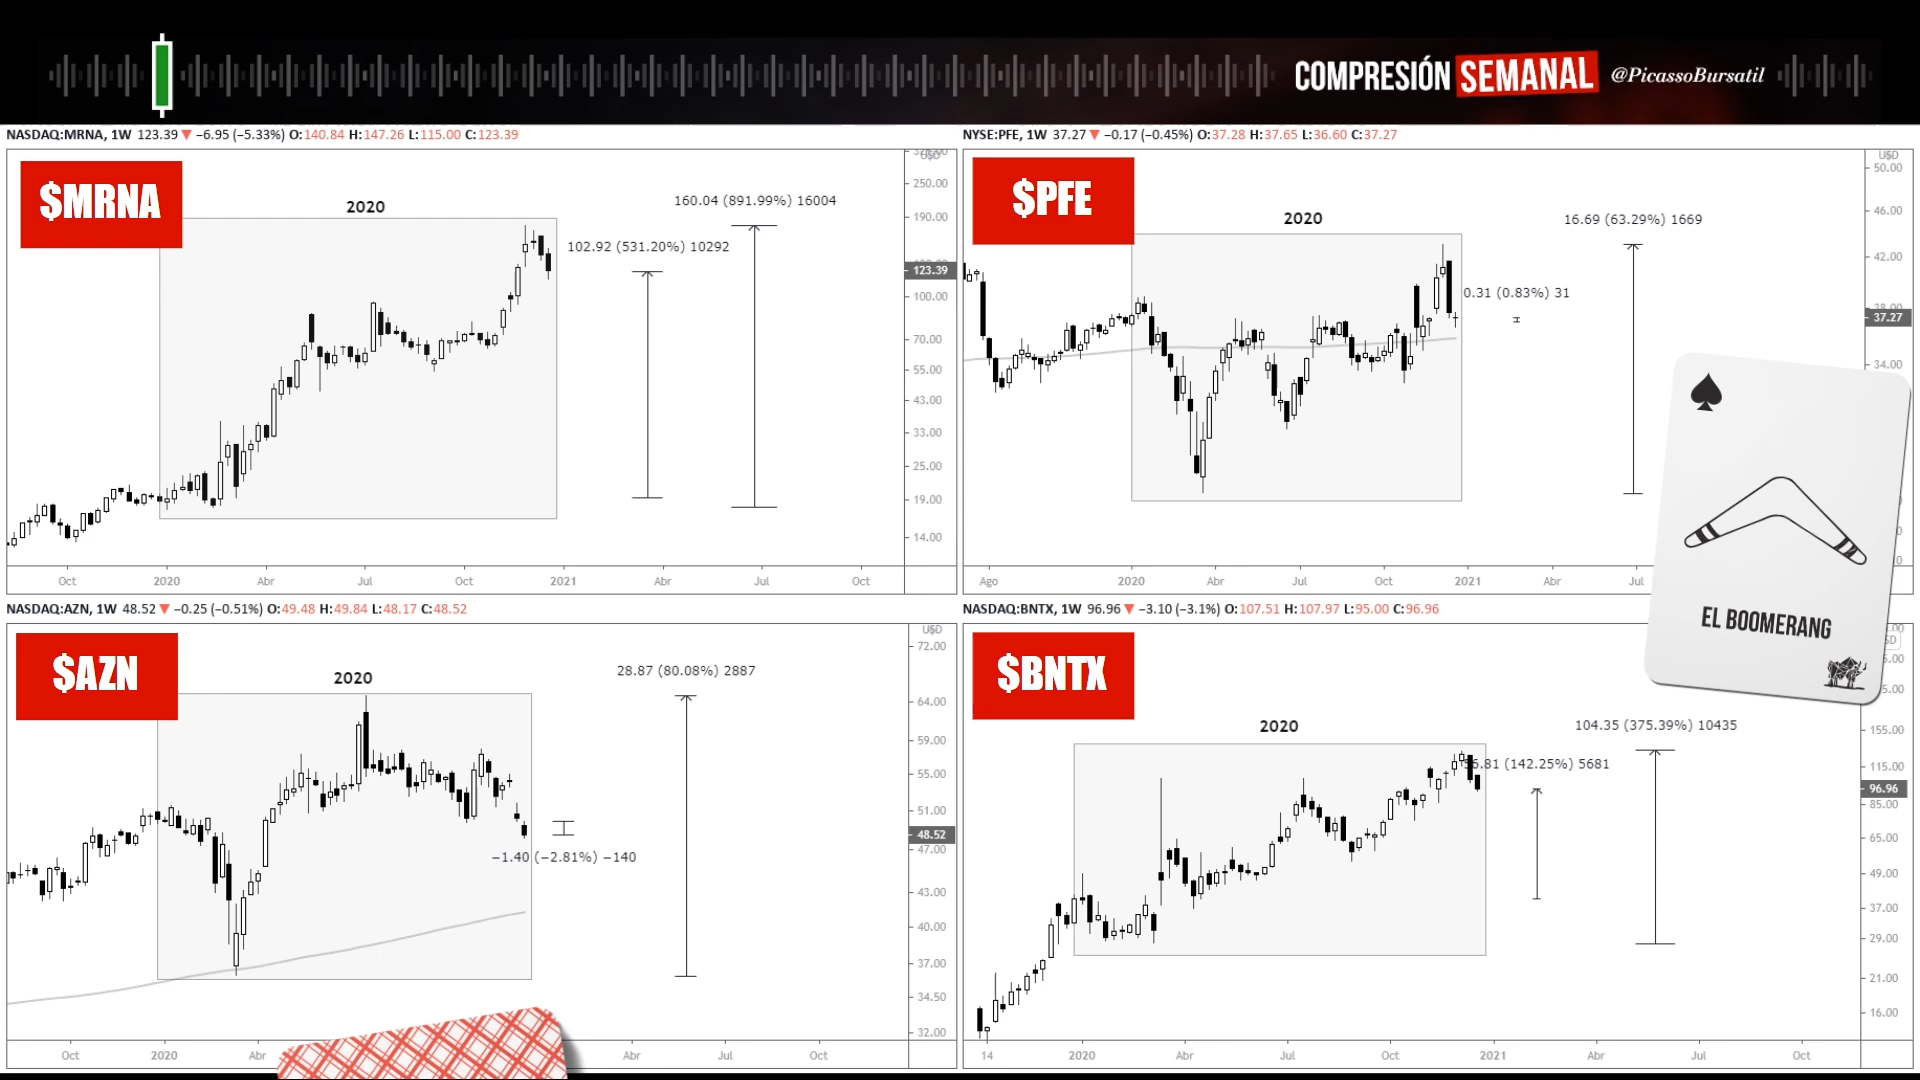 COMPRESIÓN SEMANAL @PicassoBursatil
NASDAQ:MRNA, 1W 123.39 ▼ −6.95 (−5.33%) O:140.84 H:147.26 L:115.00 C:123.39
$MRNA
2020
160.04 (891.99%) 16004
102.92 (531.20%) 10292
USD
250.00
190.00
123.39
100.00
70.00
55.00
43.00
33.00
25.00
19.00
14.00
Oct 2020 Abr Jul Oct 2021 Abr Jul Oct
NYSE:PFE, 1W 37.27 ▼ −0.17 (−0.45%) O:37.28 H:37.65 L:36.60 C:37.27
$PFE
2020
16.69 (63.29%) 1669
0.31 (0.83%) 31
USD
50.00
46.00
42.00
38.00
37.27
34.00
Ago 2020 Abr Jul Oct 2021 Abr Jul
EL BOOMERANG
NASDAQ:AZN, 1W 48.52 ▼ −0.25 (−0.51%) O:49.48 H:49.84 L:48.17 C:48.52
$AZN
2020
28.87 (80.08%) 2887
−1.40 (−2.81%) −140
USD
72.00
64.00
59.00
55.00
51.00
48.52
47.00
43.00
40.00
37.00
34.50
32.00
Oct 2020 Abr Abr Jul Oct
NASDAQ:BNTX, 1W 96.96 ▼ −3.10 (−3.1%) O:107.51 H:107.97 L:95.00 C:96.96
$BNTX
2020
104.35 (375.39%) 10435
56.81 (142.25%) 5681
155.00
115.00
96.96
85.00
65.00
49.00
37.00
29.00
21.00
16.00
14 2020 Abr Jul Oct 2021 Abr Jul Oct